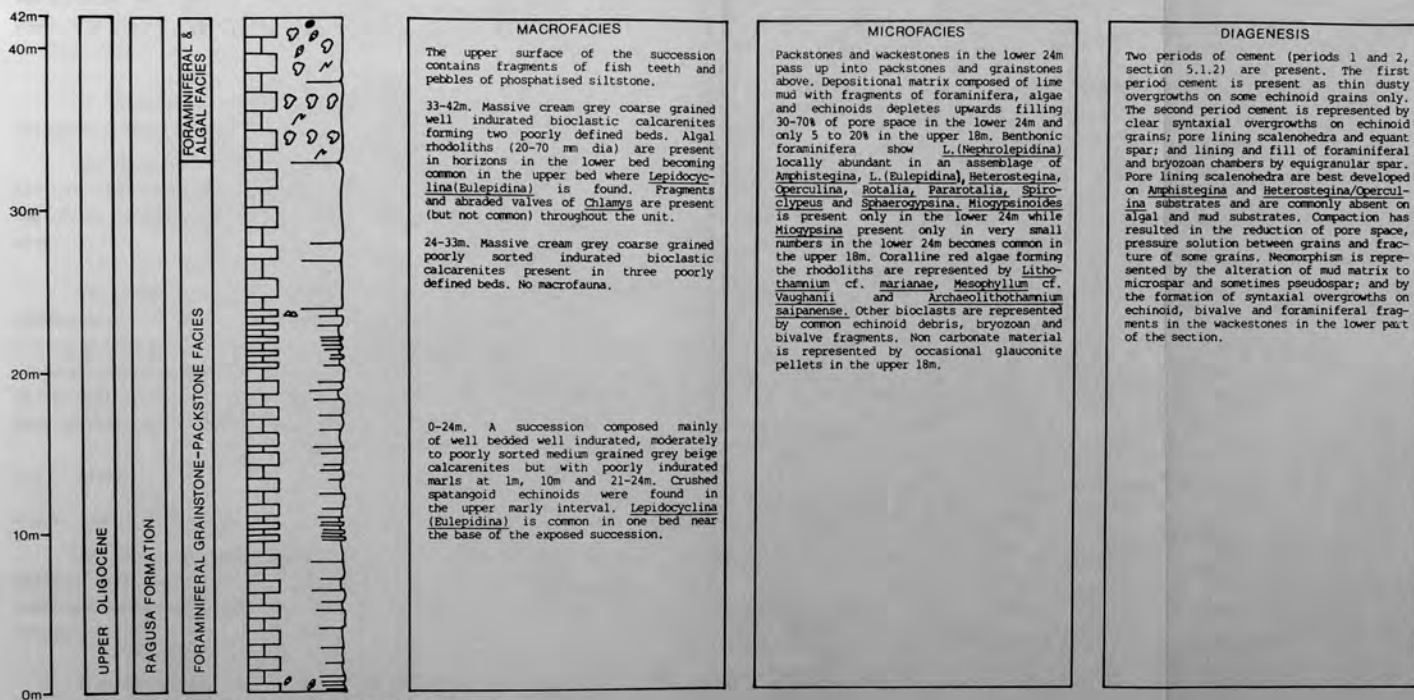 42m
40m
30m
20m
10m
0m
UPPER OLIGOCENE
RAGUSA FORMATION
FORAMINIFERAL &
ALGAL FACIES
FORAMINIFERAL GRAINSTONE-PACKSTONE FACIES
MACROFACIES
The upper surface of the succession
contains fragments of fish teeth and
pebbles of phosphatised siltstone.
33-42m. Massive cream grey coarse grained
well indurated bioclastic calcarenites
forming two poorly defined beds. Algal
rhodoliths (20-70 mm dia) are present
in horizons in the lower bed becoming
common in the upper bed where Lepidocyc-
lina(Eulepidina) is found. Fragments
and abraded valves of Chlamys are present
(but not common) throughout the unit.
24-33m. Massive cream grey coarse grained
poorly sorted indurated bioclastic
calcarenites present in three poorly
defined beds. No macrofauna.
0-24m. A succession composed mainly
of well bedded well indurated, moderately
to poorly sorted medium grained grey beige
calcarenites but with poorly indurated
marls at 1m, 10m and 21-24m. Crushed
spatangoid echinoids were found in
the upper marly interval. Lepidocyclina
(Eulepidina) is common in one bed near
the base of the exposed succession.
MICROFACIES
Packstones and wackestones in the lower 24m
pass up into packstones and grainstones
above. Depositional matrix composed of lime
mud with fragments of foraminifera, algae
and echinoids depletes upwards filling
30-70% of pore space in the lower 24m and
only 5 to 20% in the upper 18m. Benthonic
foraminifera show L.(Nephrolepidina)
locally abundant in an assemblage of
Amphistegina, L.(Eulepidina), Heterostegina,
Operculina, Rotalia, Pararotalia, Spiro-
clypeus and Sphaerogypsina. Miogypsinoides
is present only in the lower 24m while
Miogypsina present only in very small
numbers in the lower 24m becomes common in
the upper 18m. Coralline red algae forming
the rhodoliths are represented by Litho-
thamnium cf. marianae, Mesophyllum cf.
Vaughanii and Archaeolithothamnium
saipanense. Other bioclasts are represented
by common echinoid debris, bryozoan and
bivalve fragments. Non carbonate material
is represented by occasional glauconite
pellets in the upper 18m.
DIAGENESIS
Two periods of cement (periods 1 and 2,
section 5.1.2) are present. The first
period cement is present as thin dusty
overgrowths on some echinoid grains only.
The second period cement is represented by
clear syntaxial overgrowths on echinoid
grains; pore lining scalenohedra and equant
spar; and lining and fill of foraminiferal
and bryozoan chambers by equigranular spar.
Pore lining scalenohedra are best developed
on Amphistegina and Heterostegina/Opercul-
ina substrates and are commonly absent on
algal and mud substrates. Compaction has
resulted in the reduction of pore space,
pressure solution between grains and frac-
ture of some grains. Neomorphism is repre-
sented by the alteration of mud matrix to
microspar and sometimes pseudospar; and by
the formation of syntaxial overgrowths on
echinoid, bivalve and foraminiferal frag-
ments in the wackestones in the lower part
of the section.